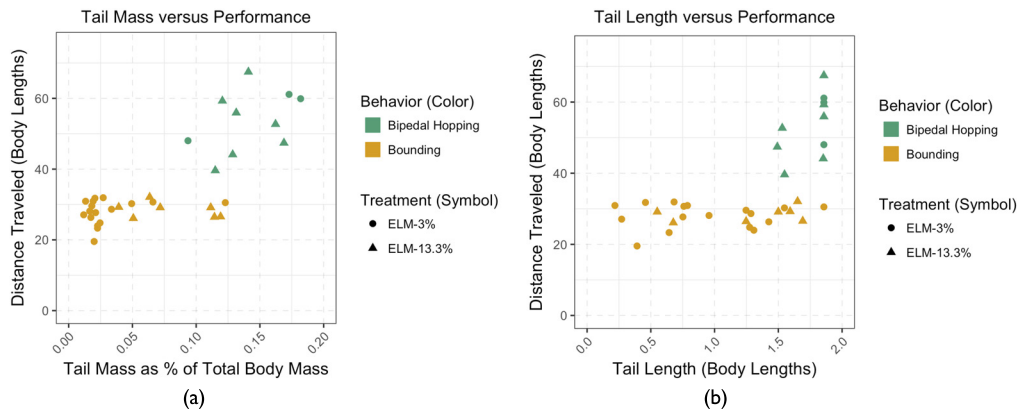 Tail Mass versus Performance
Distance Traveled (Body Lengths)
60
40
20
0
0.00
0.05
0.10
0.15
0.20
Tail Mass as % of Total Body Mass
Behavior (Color)
Bipedal Hopping
Bounding
Treatment (Symbol)
ELM-3%
ELM-13.3%
(a)
Tail Length versus Performance
Distance Traveled (Body Lengths)
60
40
20
0
0.0
0.5
1.0
1.5
2.0
Tail Length (Body Lengths)
Behavior (Color)
Bipedal Hopping
Bounding
Treatment (Symbol)
ELM-3%
ELM-13.3%
(b)